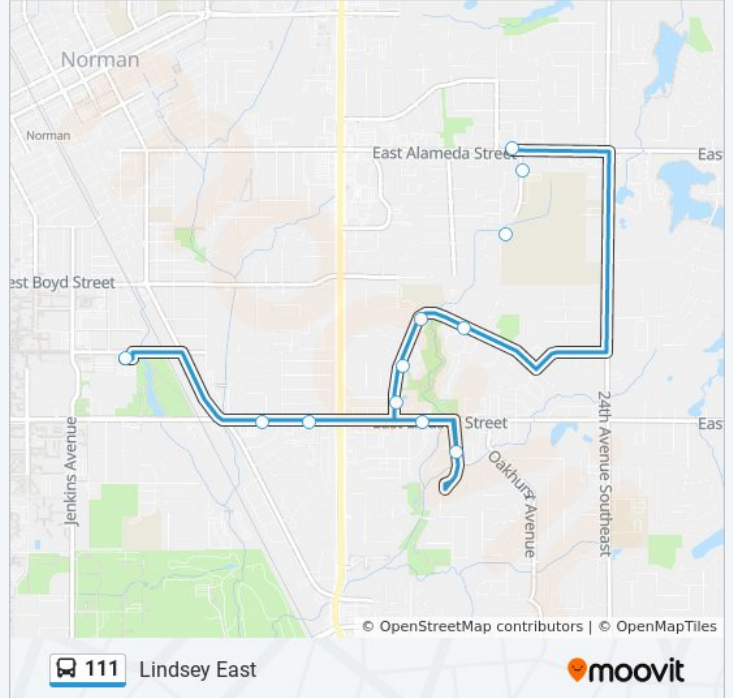 Norman
Norman
East Alameda Street
Eas
est Boyd Street
Jenkins Avenue
Street
Eas
24th Avenue Southeast
Oakhurst Avenue
© OpenStreetMap contributors | © OpenMapTiles
111 Lindsey East
moovit